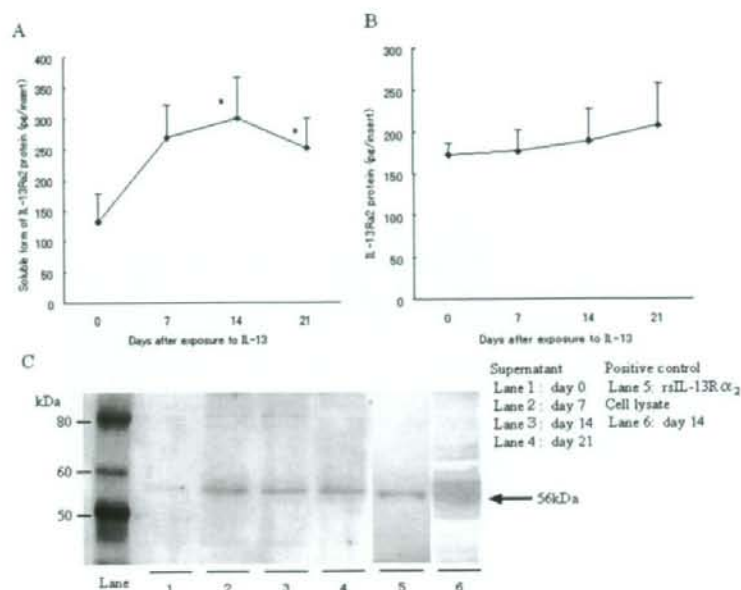 A
Soluble form of IL-13Ra2 protein (pg/insert)
400
350
300
250
200
150
100
50
0
*
*
0 7 14 21
Days after exposure to IL-13
B
IL-13Ra2 protein (pg/insert)
300
250
200
150
100
50
0
0 7 14 21
Days after exposure to IL-13
C
kDa
80
60
50
Lane 1 2 3 4 5 6
56kDa
Supernatant
Lane 1 : day 0
Lane 2 : day 7
Lane 3 : day 14
Lane 4 : day 21
Positive control
Lane 5: rsIL-13Rα2
Cell lysate
Lane 6: day 14